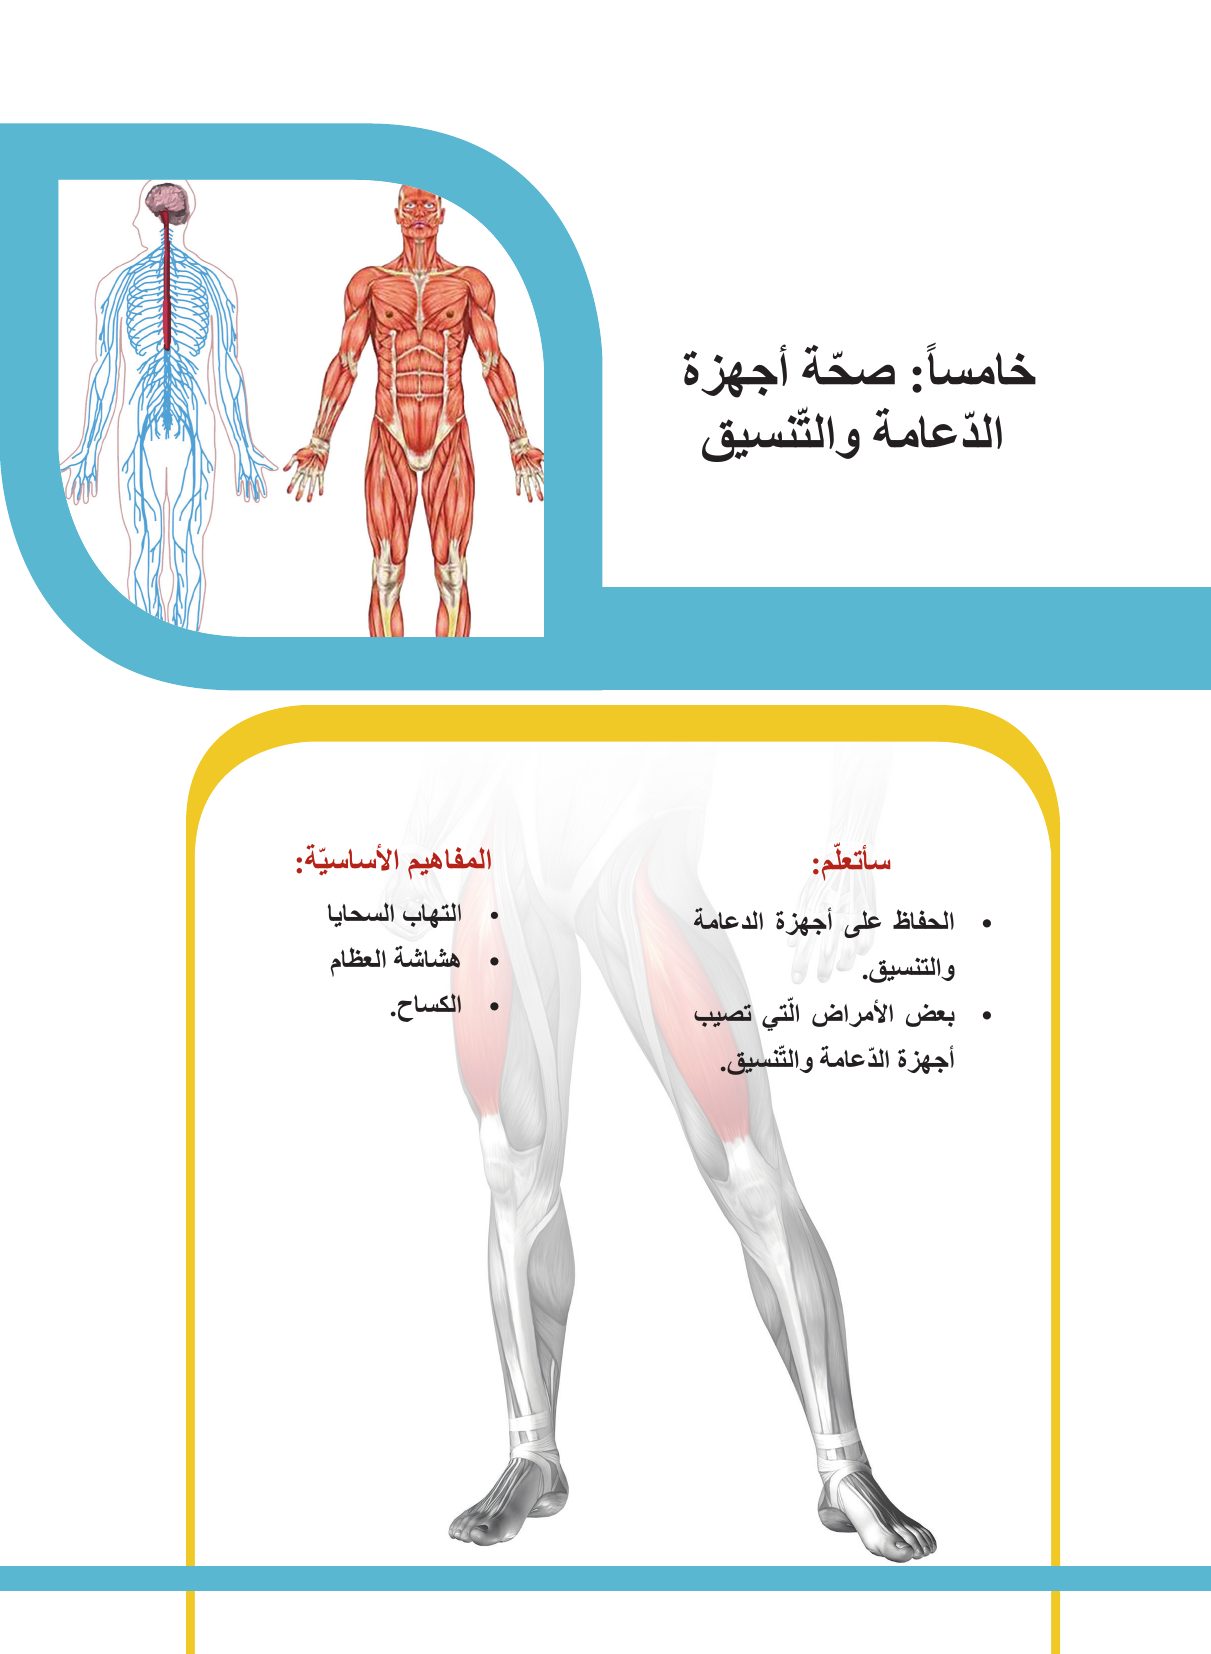 خامساً: صحّة أجهزة
الدّعامة والتّنسيق
سأتعلّم:
• الحفاظ على أجهزة الدعامة
والتنسيق.
• بعض الأمراض الّتي تصيب
أجهزة الدّعامة والتّنسيق.
المفاهيم الأساسيّة:
• التهاب السحايا
• هشاشة العظام
• الكساح.